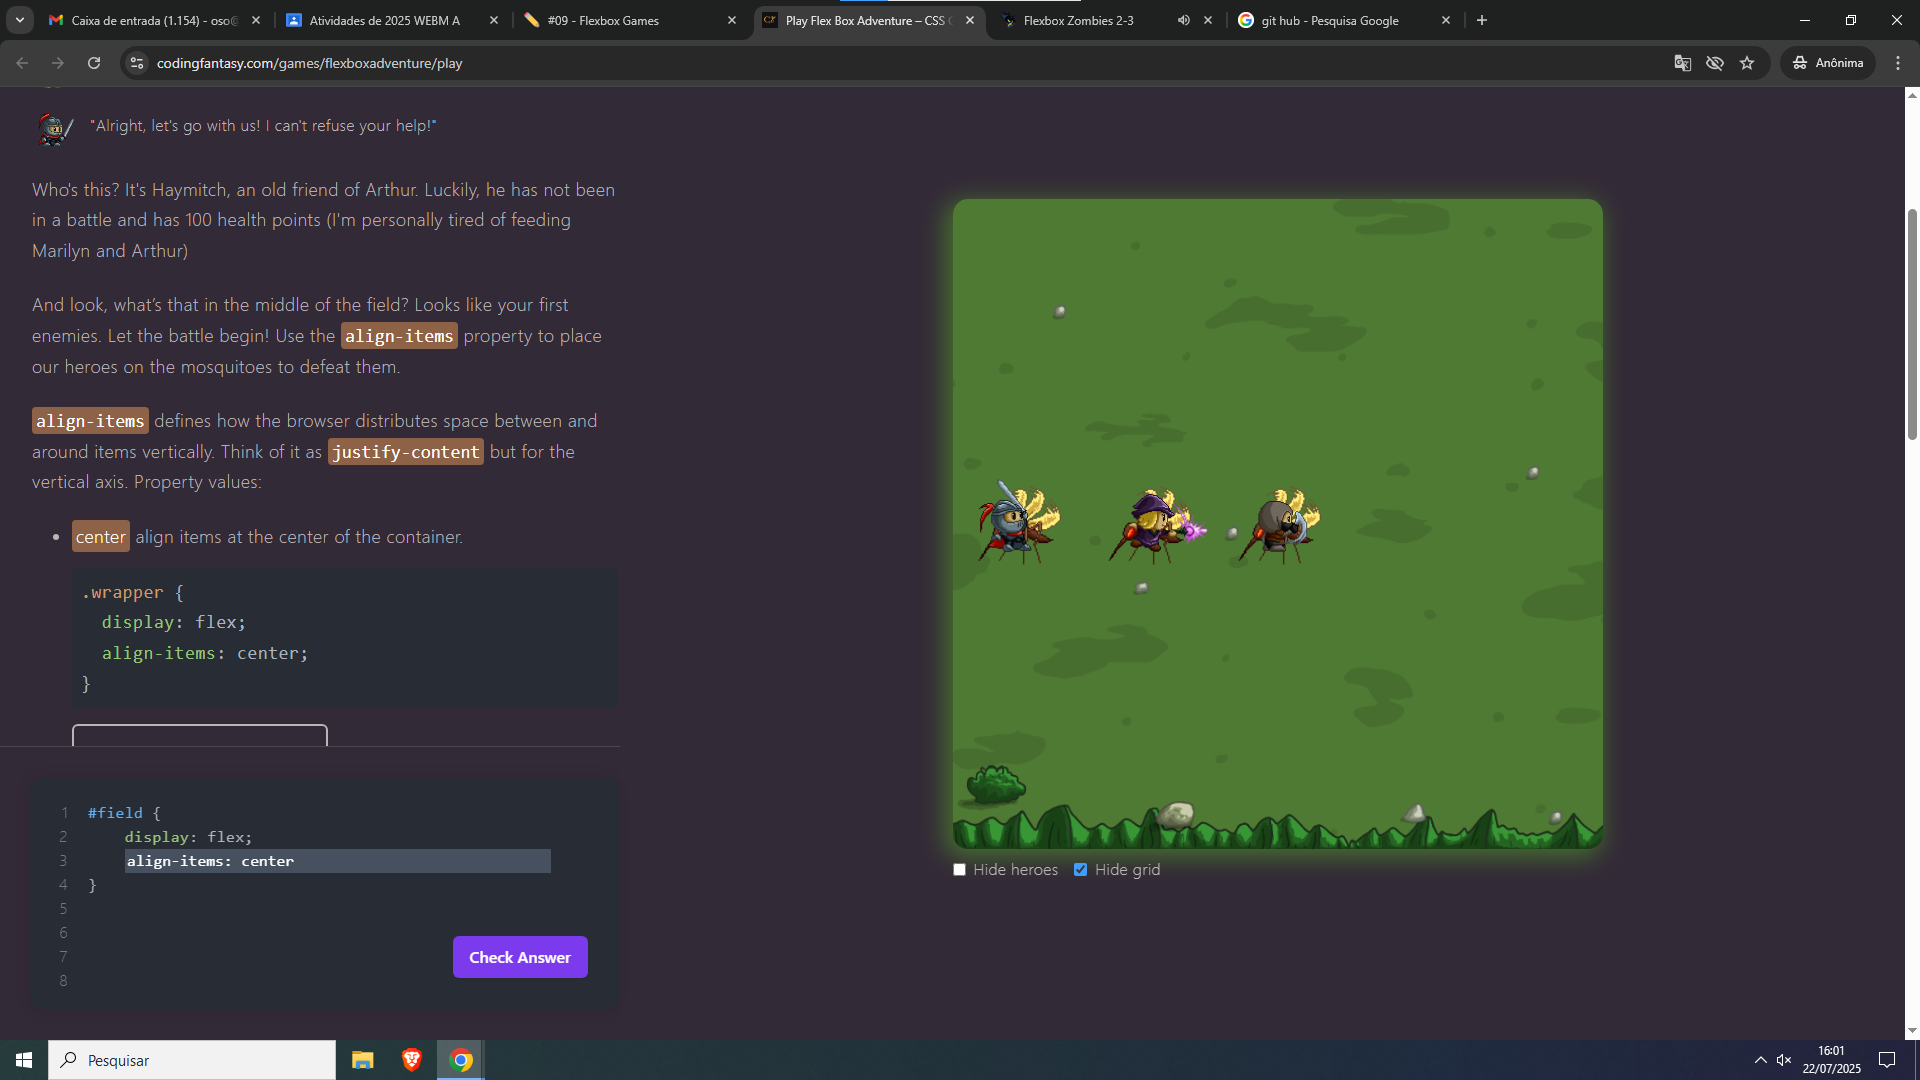 Caixa de entrada (1.154) - oso@
Atividades de 2025 WEBM A
#09 - Flexbox Games
Play Flex Box Adventure – CSS
Flexbox Zombies 2-3
git hub - Pesquisa Google
codingfantasy.com/games/flexboxadventure/play
Anônima
"Alright, let's go with us! I can't refuse your help!"
Who's this? It's Haymitch, an old friend of Arthur. Luckily, he has not been
in a battle and has 100 health points (I'm personally tired of feeding
Marilyn and Arthur)
And look, what's that in the middle of the field? Looks like your first
enemies. Let the battle begin! Use the align-items property to place
our heroes on the mosquitoes to defeat them.
align-items defines how the browser distributes space between and
around items vertically. Think of it as justify-content but for the
vertical axis. Property values:
center align items at the center of the container.
.wrapper {
display: flex;
align-items: center;
}
1 #field {
2 display: flex;
3 align-items: center
4 }
5
6
7
8
Check Answer
Hide heroes Hide grid
Pesquisar
16:01
22/07/2025